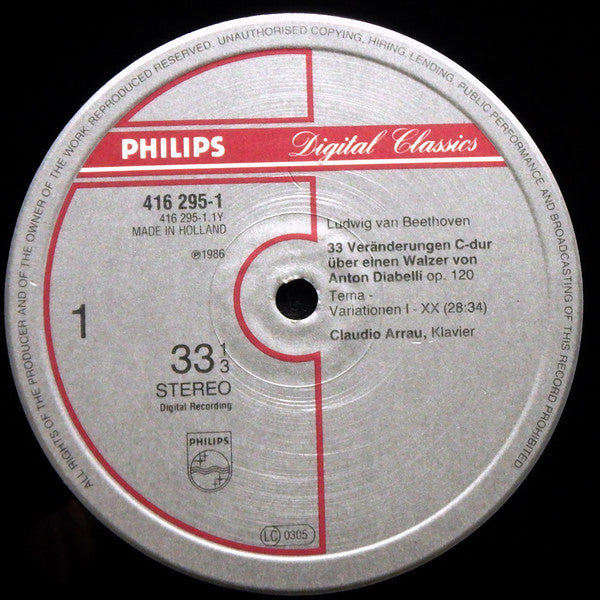 ALL RIGHTS OF THE PRODUCER AND OF THE OWNER OF THE WORK REPRODUCED RESERVED. UNAUTHORISED COPYING, HIRING, LENDING, PUBLIC PERFORMANCE AND BROADCASTING OF THIS RECORD PROHIBITED.
PHILIPS Digital Classics
416 295-1
416 295-1.1Y
MADE IN HOLLAND
℗1986
Ludwig van Beethoven
33 Veränderungen C-dur
über einen Walzer von
Anton Diabelli op. 120
Tema -
Variationen I - XX (28:34)
Claudio Arrau, Klavier
1
33 1/3
STEREO
Digital Recording
PHILIPS
LC 0305